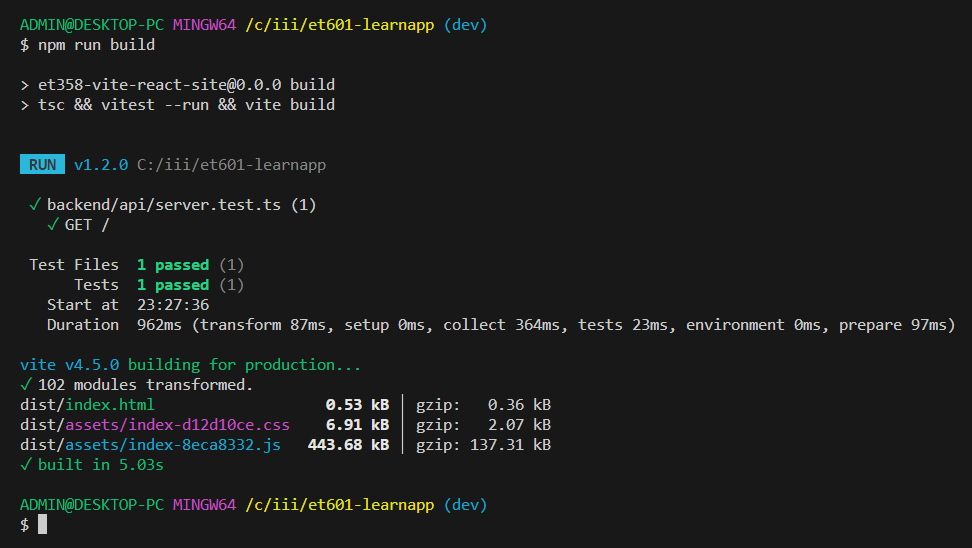 ADMIN@DESKTOP-PC MINGW64 /c/iii/et601-learnapp (dev)
$ npm run build
> et358-vite-react-site@0.0.0 build
> tsc && vitest --run && vite build
RUN v1.2.0 C:/iii/et601-learnapp
✓ backend/api/server.test.ts (1)
✓ GET /
Test Files 1 passed (1)
Tests 1 passed (1)
Start at 23:27:36
Duration 962ms (transform 87ms, setup 0ms, collect 364ms, tests 23ms, environment 0ms, prepare 97ms)
vite v4.5.0 building for production...
✓ 102 modules transformed.
dist/index.html 0.53 kB │ gzip: 0.36 kB
dist/assets/index-d12d10ce.css 6.91 kB │ gzip: 2.07 kB
dist/assets/index-8eca8332.js 443.68 kB │ gzip: 137.31 kB
✓ built in 5.03s
ADMIN@DESKTOP-PC MINGW64 /c/iii/et601-learnapp (dev)
$